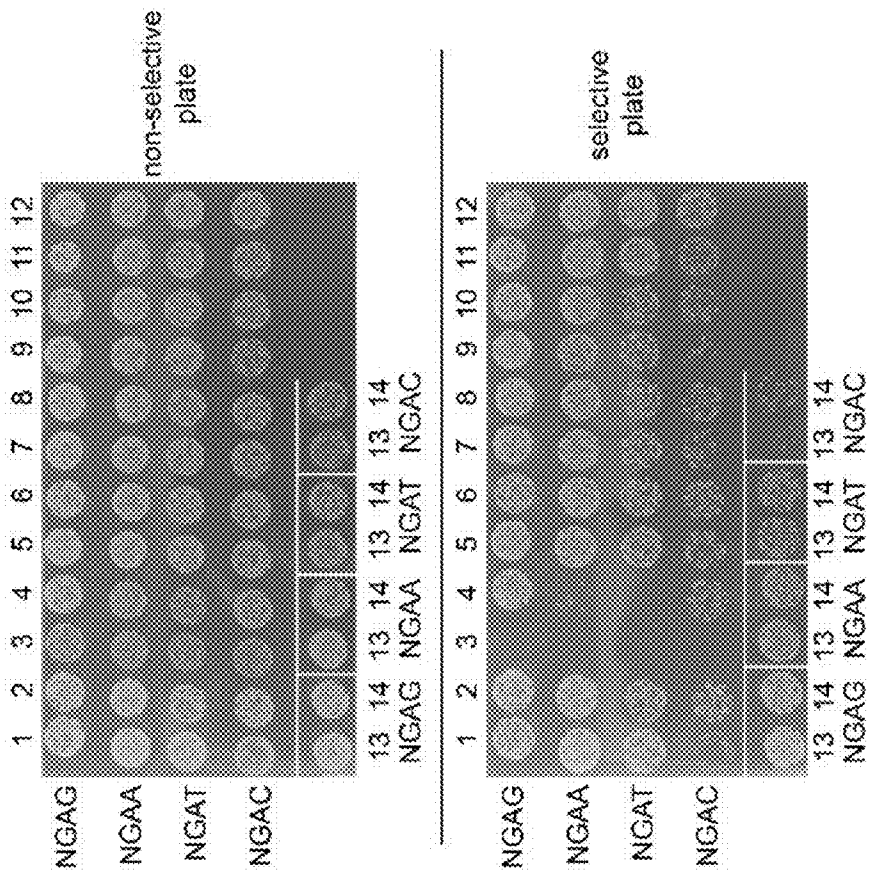 1 2 3 4 5 6 7 8 9 10 11 12
NGAG
NGAA
NGAT
NGAC
13 14 13 14 13 14 13 14
NGAG NGAA NGAT NGAC
non-selective
plate
1 2 3 4 5 6 7 8 9 10 11 12
NGAG
NGAA
NGAT
NGAC
13 14 13 14 13 14 13 14
NGAG NGAA NGAT NGAC
selective
plate